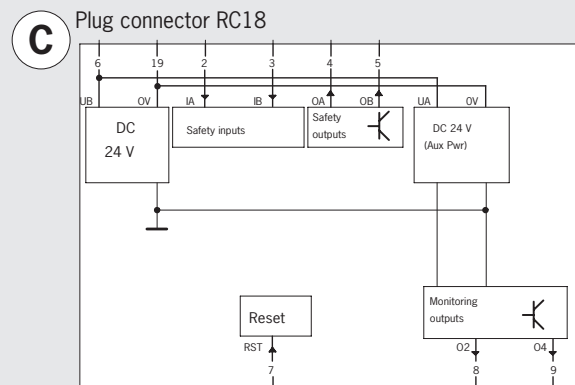 C
Plug connector RC18
6 19 2 3 4 5
UB 0V IA IB OA OB UA 0V
DC
24 V
Safety inputs
Safety
outputs
DC 24 V
(Aux Pwr)
Monitoring
outputs
Reset
RST
7
O2 O4
8 9